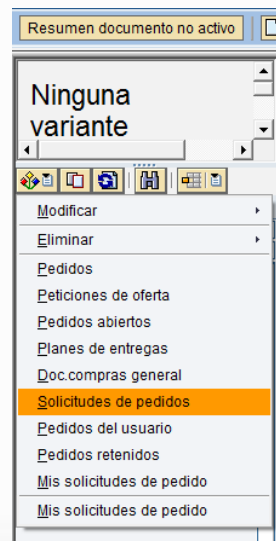 Resumen documento no activo
Ninguna
variante
Modificar
Eliminar
Pedidos
Peticiones de oferta
Pedidos abiertos
Planes de entregas
Doc.compras general
Solicitudes de pedidos
Pedidos del usuario
Pedidos retenidos
Mis solicitudes de pedido
Mis solicitudes de pedido